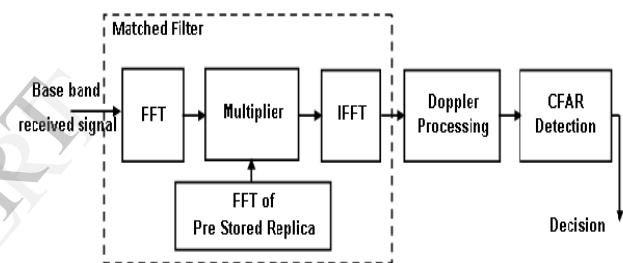 Matched Filter
Base band
received signal
FFT
Multiplier
IFFT
Doppler
Processing
CFAR
Detection
FFT of
Pre Stored Replica
Decision